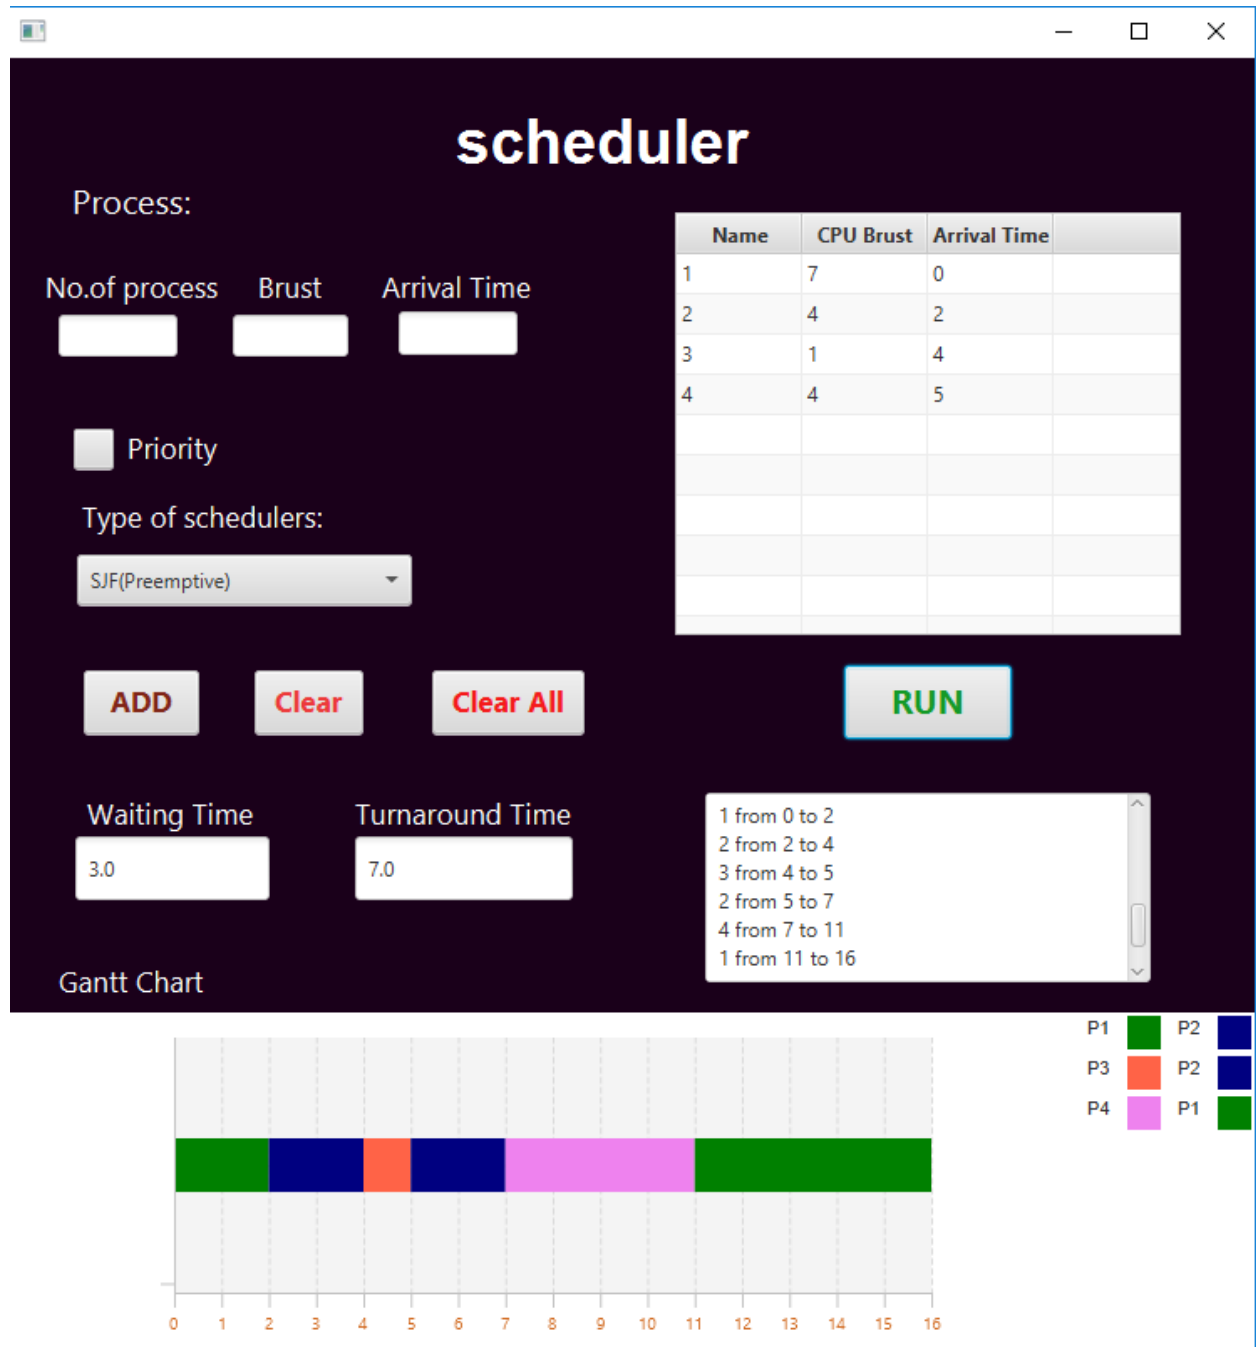 scheduler
Process:
No.of process Brust Arrival Time
Priority
Type of schedulers:
SJF(Preemptive)
ADD Clear Clear All
Name CPU Brust Arrival Time
1 7 0
2 4 2
3 1 4
4 4 5
RUN
Waiting Time Turnaround Time
3.0 7.0
1 from 0 to 2
2 from 2 to 4
3 from 4 to 5
2 from 5 to 7
4 from 7 to 11
1 from 11 to 16
Gantt Chart
P1 P2
P3 P2
P4 P1
0 1 2 3 4 5 6 7 8 9 10 11 12 13 14 15 16